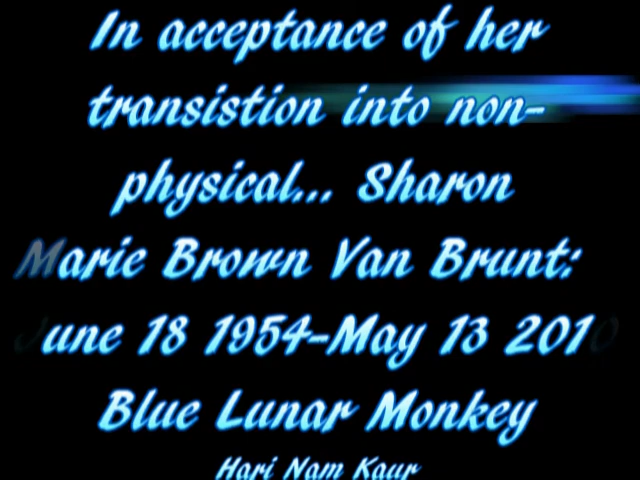 In acceptance of her
transistion into non-
physical... Sharon
Marie Brown Van Brunt:
June 18 1954-May 13 2010
Blue Lunar Monkey
Hari Nam Kaur